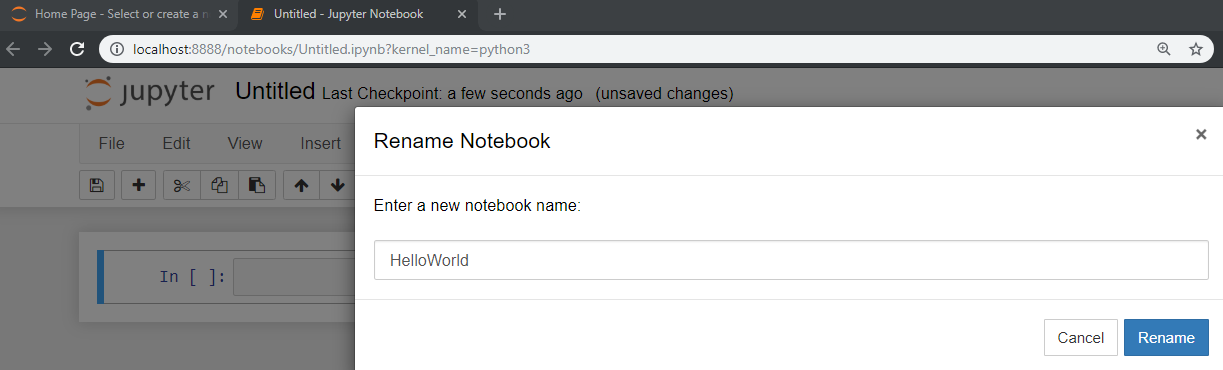 Home Page - Select or create a n
Untitled - Jupyter Notebook
localhost:8888/notebooks/Untitled.ipynb?kernel_name=python3
jupyter Untitled Last Checkpoint: a few seconds ago (unsaved changes)
File Edit View Insert
Rename Notebook
Enter a new notebook name:
HelloWorld
In [ ]:
Cancel Rename